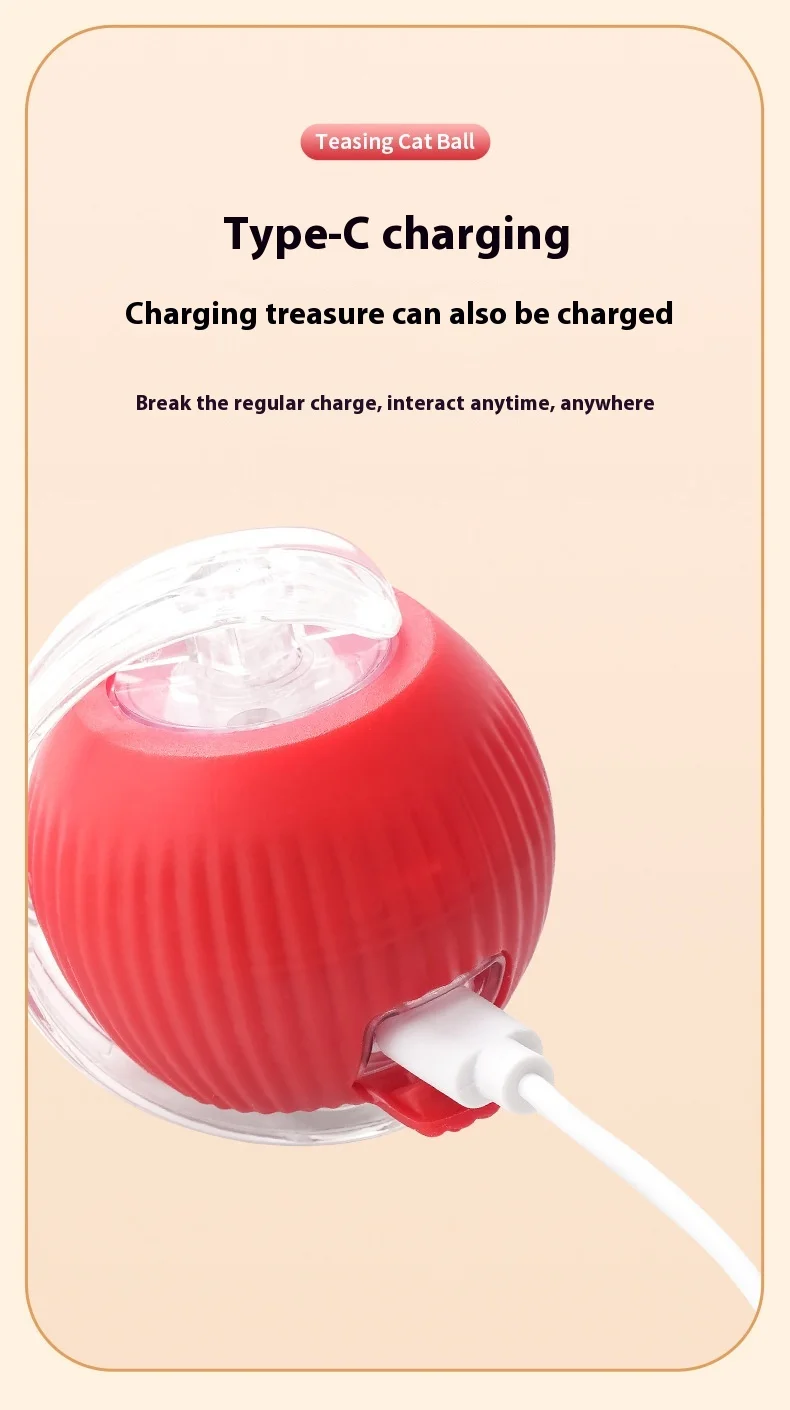 Teasing Cat Ball
Type-C charging
Charging treasure can also be charged
Break the regular charge, interact anytime, anywhere